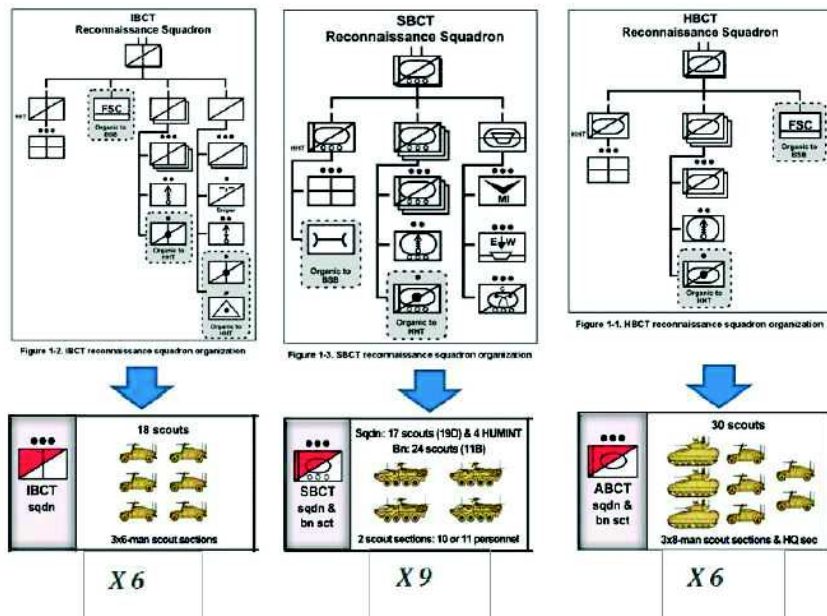 IBCT
Reconnaissance Squadron
HHT
FSC
Organic to
BSB
Sniper
Organic to
HHT
Organic to
HHT
Figure 1-2. IBCT reconnaissance squadron organization
SBCT
Reconnaissance Squadron
HHT
MI
E W
C
Organic to
BSB
Organic to
HHT
Figure 1-3. SBCT reconnaissance squadron organization
HBCT
Reconnaissance Squadron
HHT
FSC
Organic to
BSB
Organic to
HHT
Figure 1-1. HBCT reconnaissance squadron organization
IBCT
sqdn
18 scouts
3x6-man scout sections
X 6
SBCT
sqdn &
bn sct
Sqdn: 17 scouts (19D) & 4 HUMINT
Bn: 24 scouts (11B)
2 scout sections: 10 or 11 personnel
X 9
ABCT
sqdn &
bn sct
30 scouts
3x8-man scout sections & HQ sec
X 6